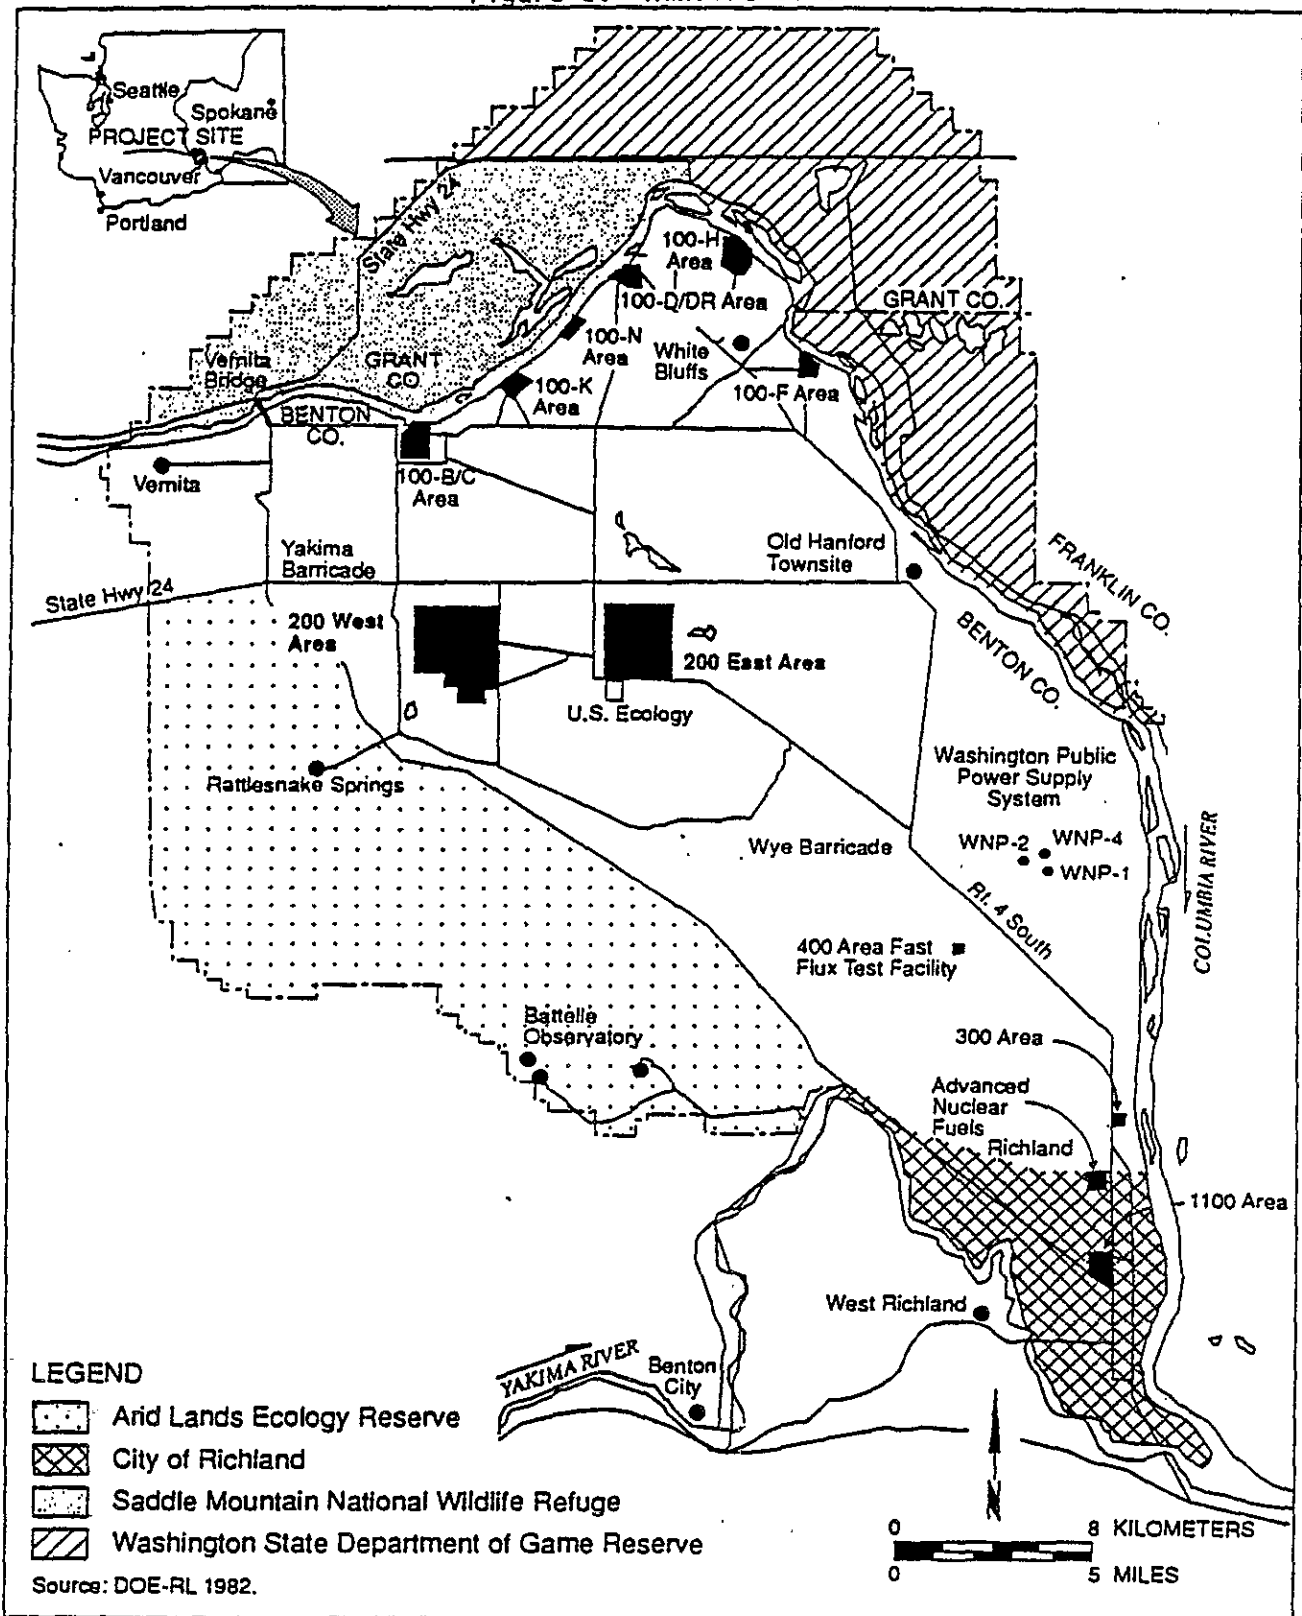 Seattle
Spokane
PROJECT SITE
Vancouver
Portland
State Hwy 24
100-H
Area
100-D/DR Area
GRANT CO.
100-N
Area
White
Bluffs
Vernita
Bridge
GRANT
CO.
100-K
Area
100-F Area
BENTON
CO.
Vernita
100-B/C
Area
Yakima
Barricade
Old Hanford
Townsite
FRANKLIN CO.
State Hwy 24
200 West
Area
200 East Area
BENTON CO.
U.S. Ecology
Rattlesnake Springs
Washington Public
Power Supply
System
WNP-2
WNP-4
WNP-1
Wye Barricade
COLUMBIA RIVER
Rt. 4 South
400 Area Fast
Flux Test Facility
Battelle
Observatory
300 Area
Advanced
Nuclear
Fuels
Richland
1100 Area
West Richland
YAKIMA RIVER
Benton
City
LEGEND
Arid Lands Ecology Reserve
City of Richland
Saddle Mountain National Wildlife Refuge
Washington State Department of Game Reserve
Source: DOE-RL 1982.
N
0 8 KILOMETERS
0 5 MILES